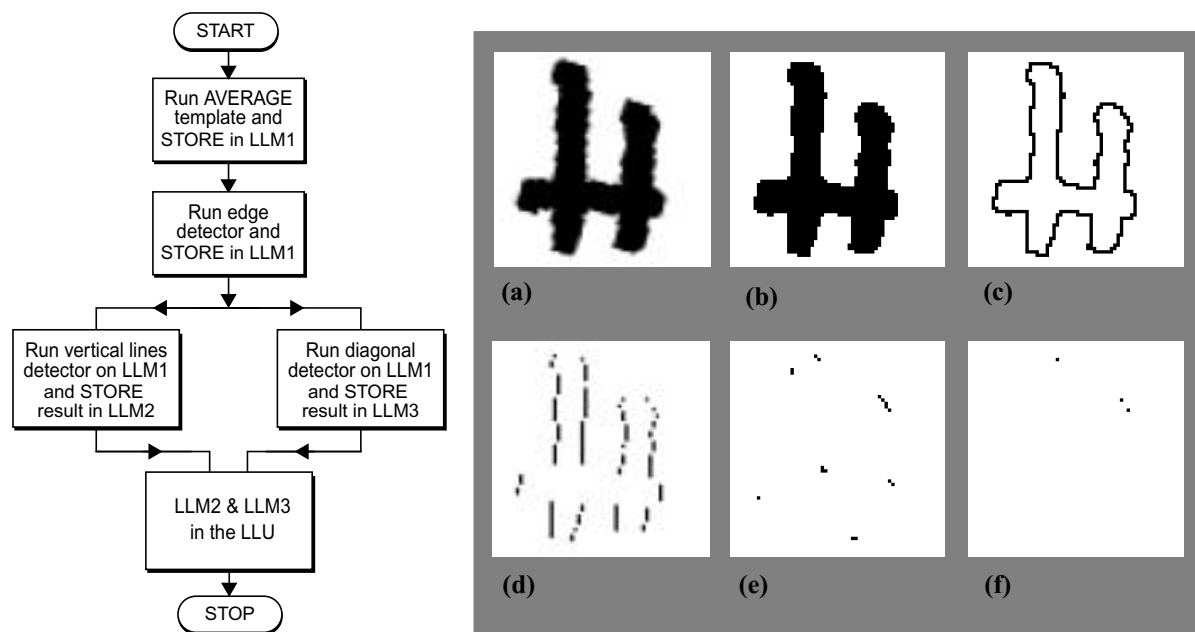 START
Run AVERAGE
template and
STORE in LLM1
Run edge
detector and
STORE in LLM1
Run vertical lines
detector on LLM1
and STORE
result in LLM2
Run diagonal
detector on LLM1
and STORE
result in LLM3
LLM2 & LLM3
in the LLU
STOP
(a)
(b)
(c)
(d)
(e)
(f)